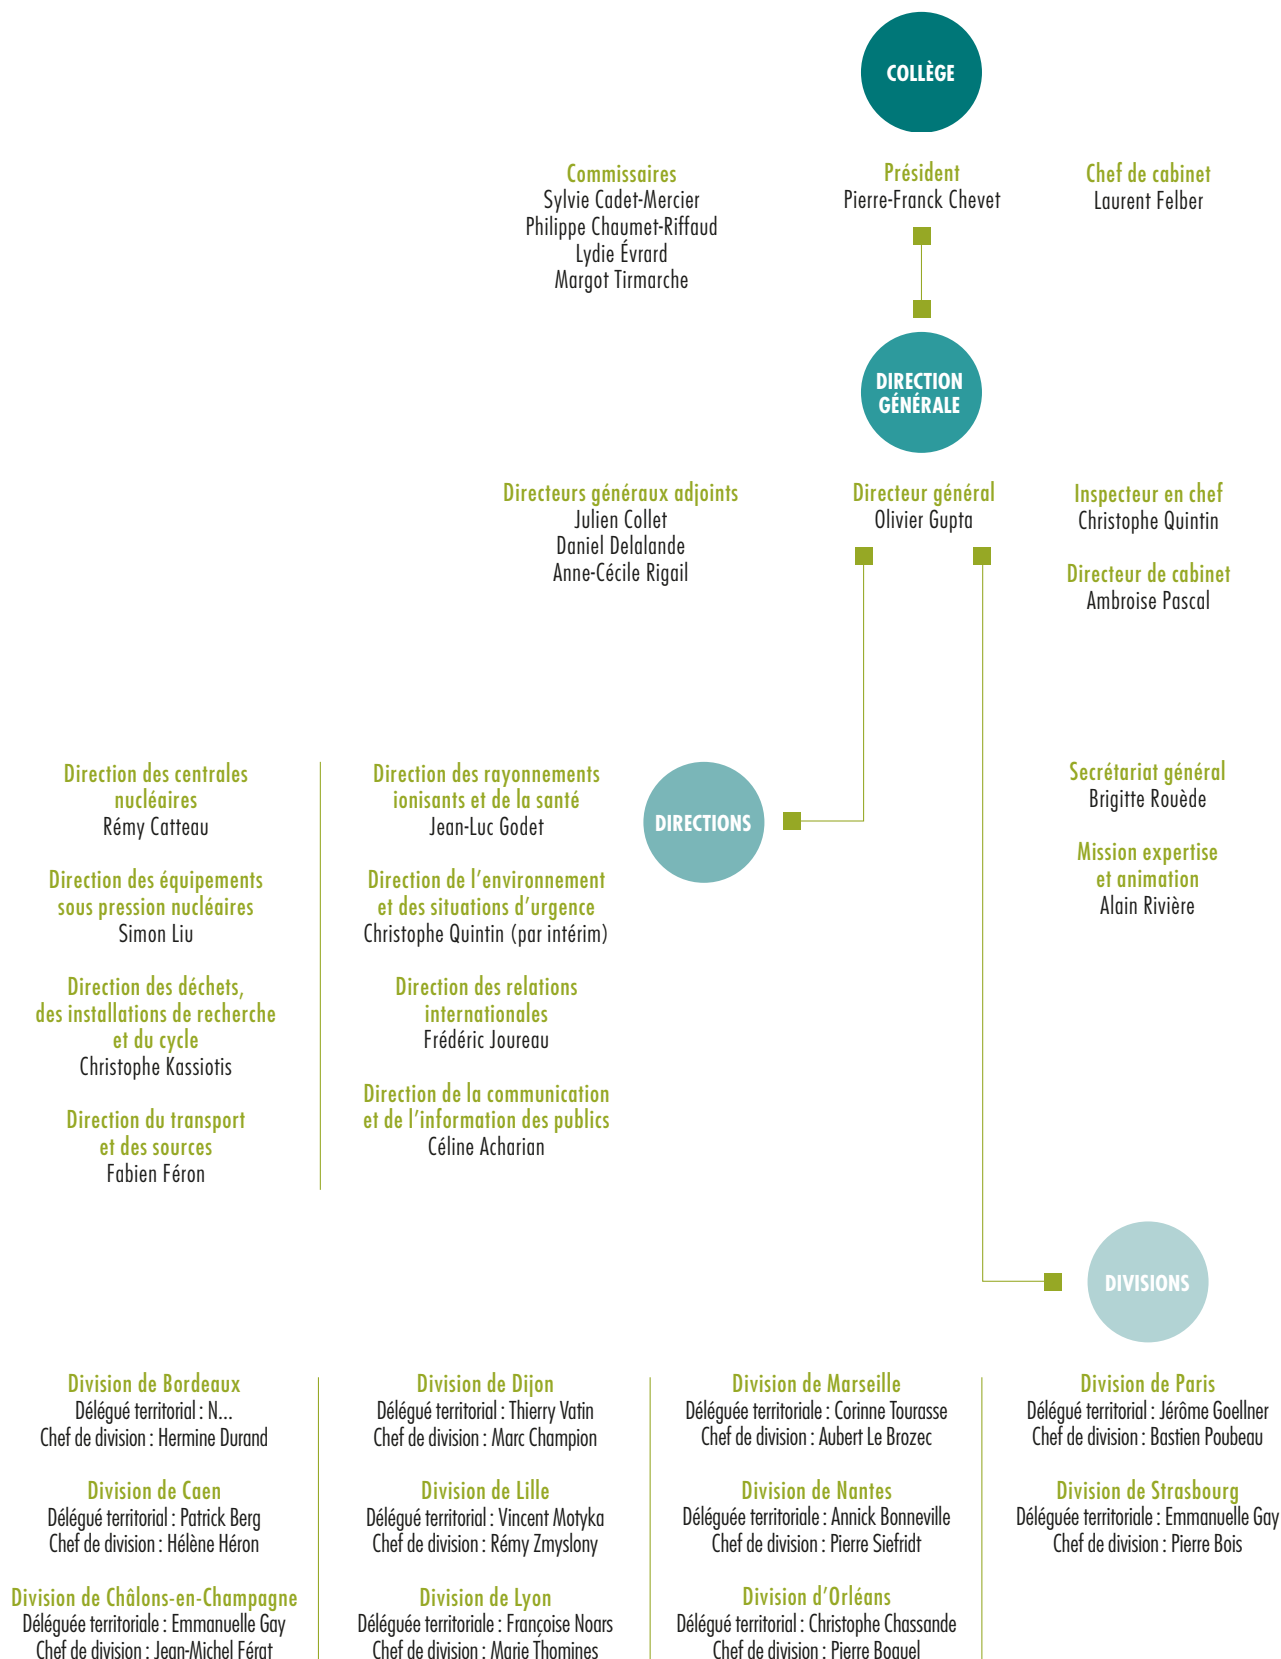 COLLÈGE
Commissaires
Sylvie Cadet-Mercier
Philippe Chaumet-Riffaud
Lydie Évrard
Margot Tirmarche
Président
Pierre-Franck Chevet
Chef de cabinet
Laurent Felber
DIRECTION
GÉNÉRALE
Directeurs généraux adjoints
Julien Collet
Daniel Delalande
Anne-Cécile Rigail
Directeur général
Olivier Gupta
Inspecteur en chef
Christophe Quintin
Directeur de cabinet
Ambroise Pascal
Direction des centrales
nucléaires
Rémy Catteau
Direction des équipements
sous pression nucléaires
Simon Liu
Direction des déchets,
des installations de recherche
et du cycle
Christophe Kassiotis
Direction du transport
et des sources
Fabien Féron
Direction des rayonnements
ionisants et de la santé
Jean-Luc Godet
Direction de l'environnement
et des situations d'urgence
Christophe Quintin (par intérim)
Direction des relations
internationales
Frédéric Joureau
Direction de la communication
et de l'information des publics
Céline Acharian
DIRECTIONS
Secrétariat général
Brigitte Rouède
Mission expertise
et animation
Alain Rivière
DIVISIONS
Division de Bordeaux
Délégué territorial : N...
Chef de division : Hermine Durand
Division de Caen
Délégué territorial : Patrick Berg
Chef de division : Hélène Héron
Division de Châlons-en-Champagne
Déléguée territoriale : Emmanuelle Gay
Chef de division : Jean-Michel Férat
Division de Dijon
Délégué territorial : Thierry Vatin
Chef de division : Marc Champion
Division de Lille
Délégué territorial : Vincent Motyka
Chef de division : Rémy Zmyslony
Division de Lyon
Déléguée territoriale : Françoise Noars
Chef de division : Marie Thomines
Division de Marseille
Déléguée territoriale : Corinne Tourasse
Chef de division : Aubert Le Brozec
Division de Nantes
Déléguée territoriale : Annick Bonneville
Chef de division : Pierre Siefridt
Division d'Orléans
Délégué territorial : Christophe Chassande
Chef de division : Pierre Boquel
Division de Paris
Délégué territorial : Jérôme Goellner
Chef de division : Bastien Poubeau
Division de Strasbourg
Déléguée territoriale : Emmanuelle Gay
Chef de division : Pierre Bois